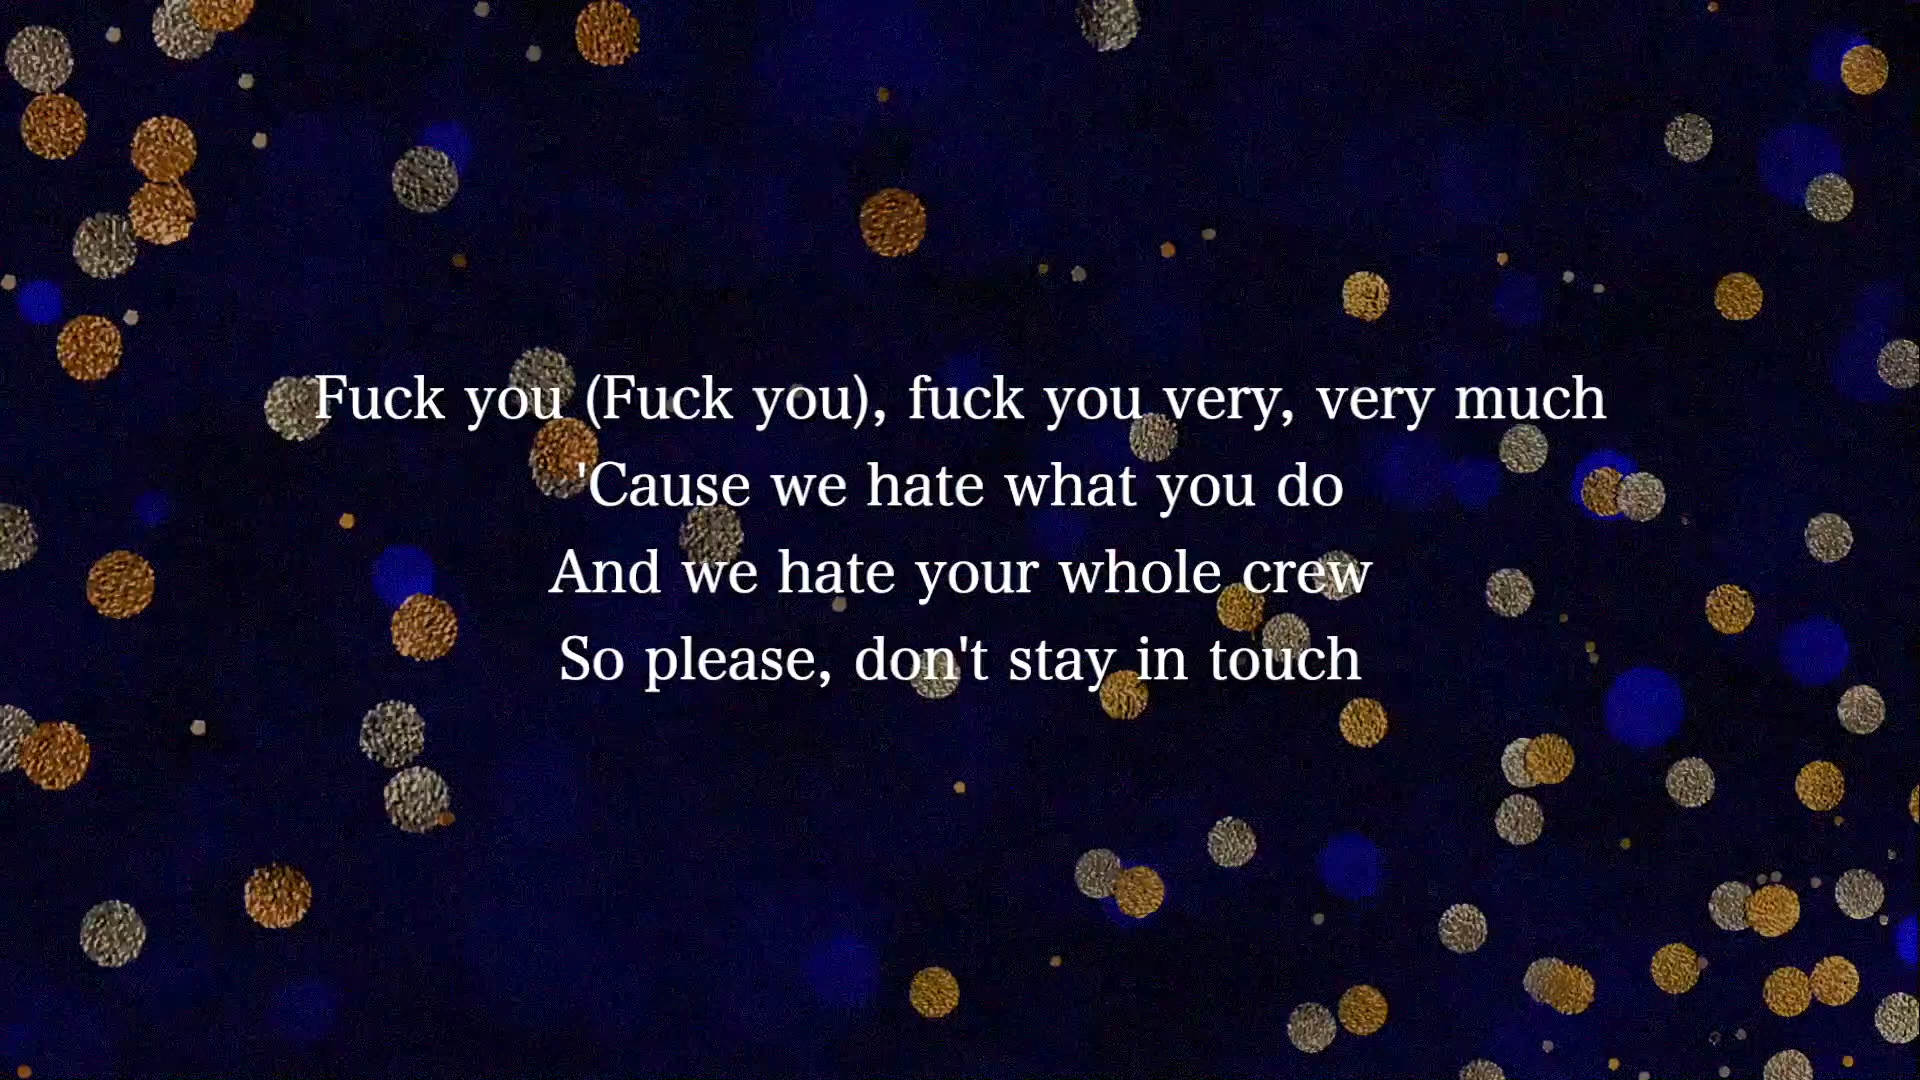 Fuck you (Fuck you), fuck you very, very much
'Cause we hate what you do
And we hate your whole crew
So please, don't stay in touch